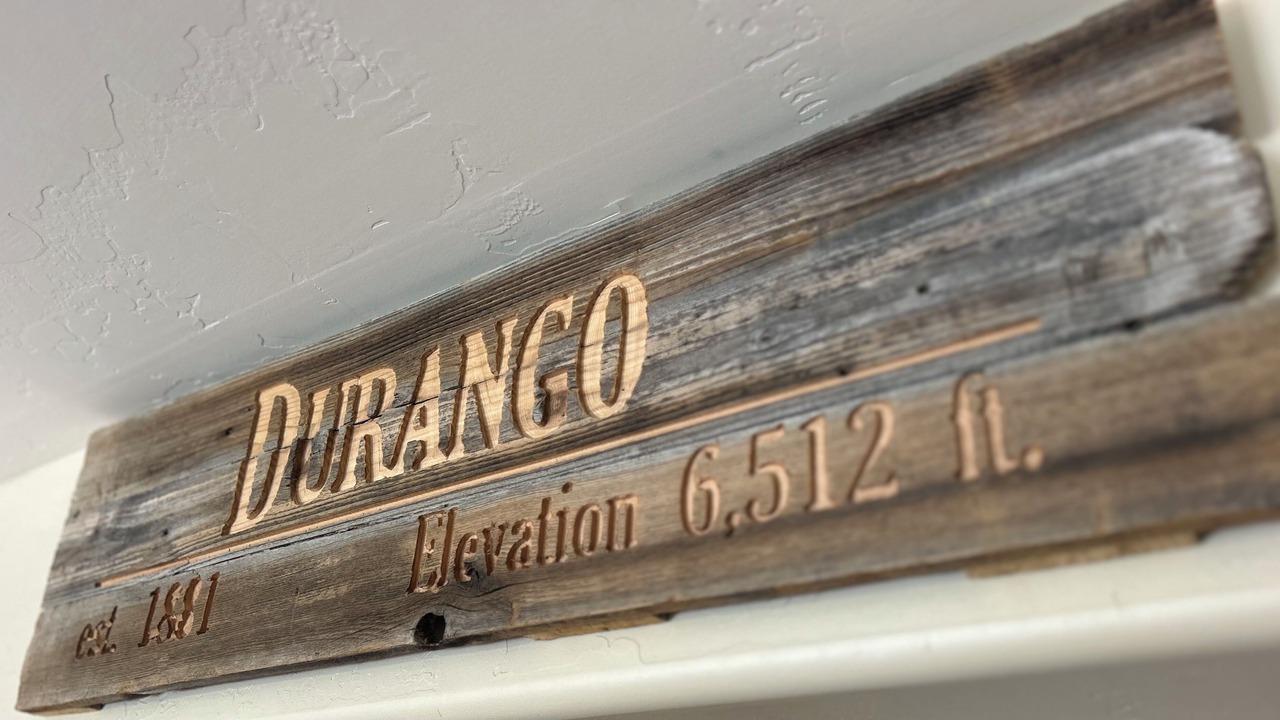 DURANGO
est. 1881 Elevation 6,512 ft.